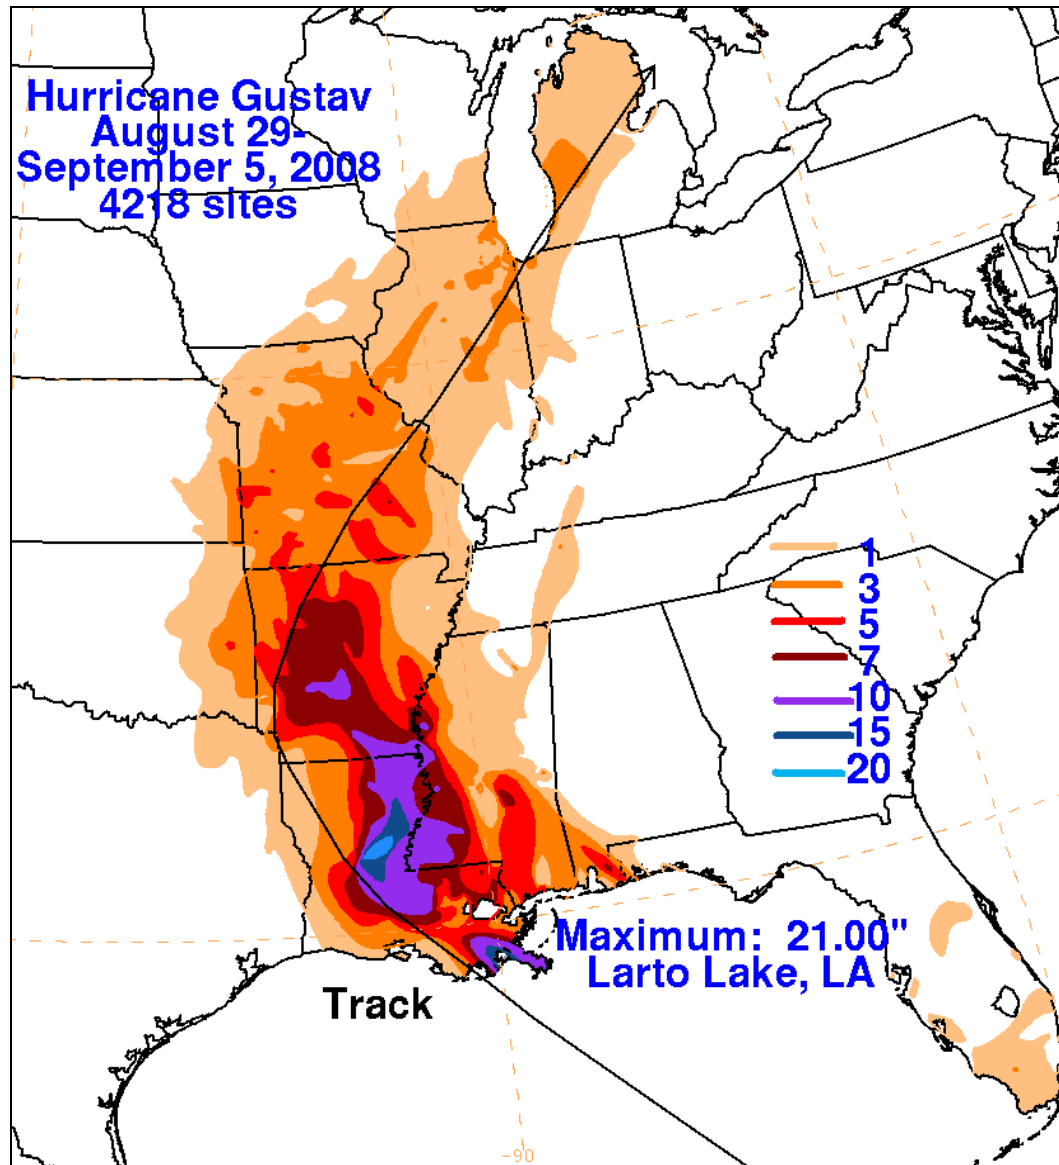 Hurricane Gustav
August 29-
September 5, 2008
4218 sites
1
3
5
7
10
15
20
Maximum:  21.00"
Larto Lake, LA
Track
-90